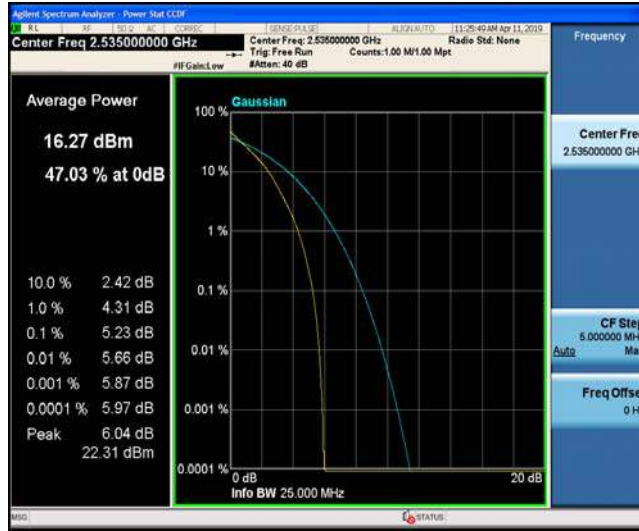 Agilent Spectrum Analyzer - Power Stat CCDF
RL RF 50 Ω AC CORREC SENSE:PULSE ALIGN AUTO 11:25:49 AM Apr 11, 2019
Center Freq 2.535000000 GHz
Center Freq: 2.535000000 GHz
Radio Std: None
Trig: Free Run Counts:1.00 M/1.00 Mpt
#IFGain:Low #Atten: 40 dB
Frequency
Average Power
16.27 dBm
47.03 % at 0dB
10.0 % 2.42 dB
1.0 % 4.31 dB
0.1 % 5.23 dB
0.01 % 5.66 dB
0.001 % 5.87 dB
0.0001 % 5.97 dB
Peak 6.04 dB
22.31 dBm
Gaussian
100 %
10 %
1 %
0.1 %
0.01 %
0.001 %
0.0001 %
0 dB 20 dB
Info BW 25.000 MHz
Center Fre
2.535000000 GH
CF Ste
5.000000 MH
Auto Ma
Freq Offse
0 H
MSG STATUS